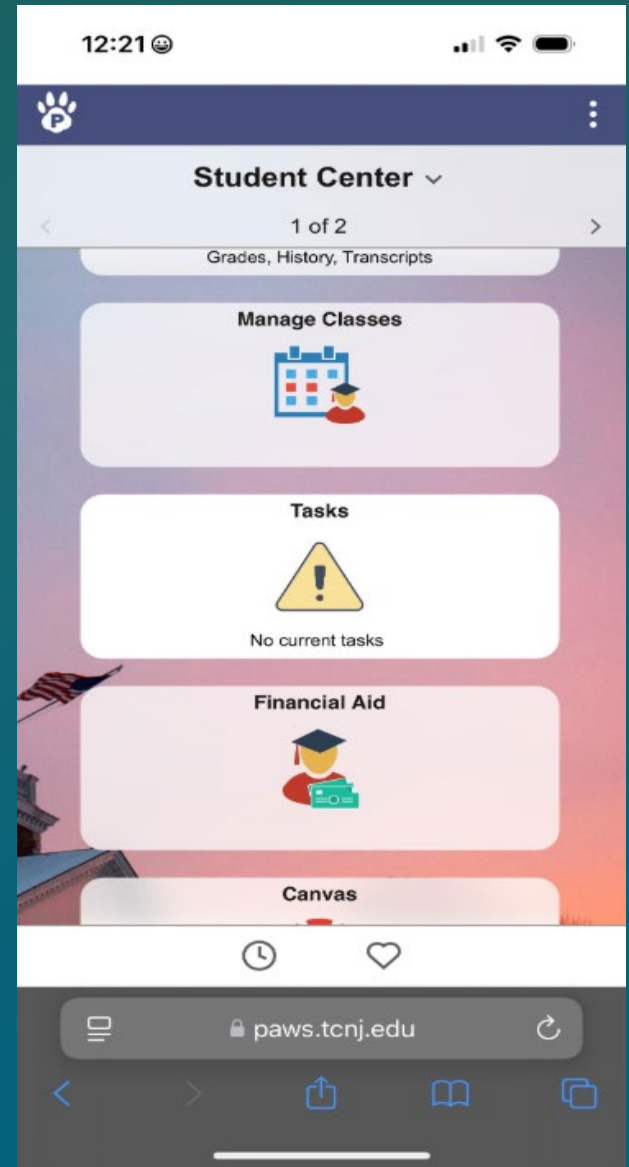 12:21
P
Student Center
1 of 2
Grades, History, Transcripts
Manage Classes
Tasks
!
No current tasks
Financial Aid
Canvas
paws.tcnj.edu